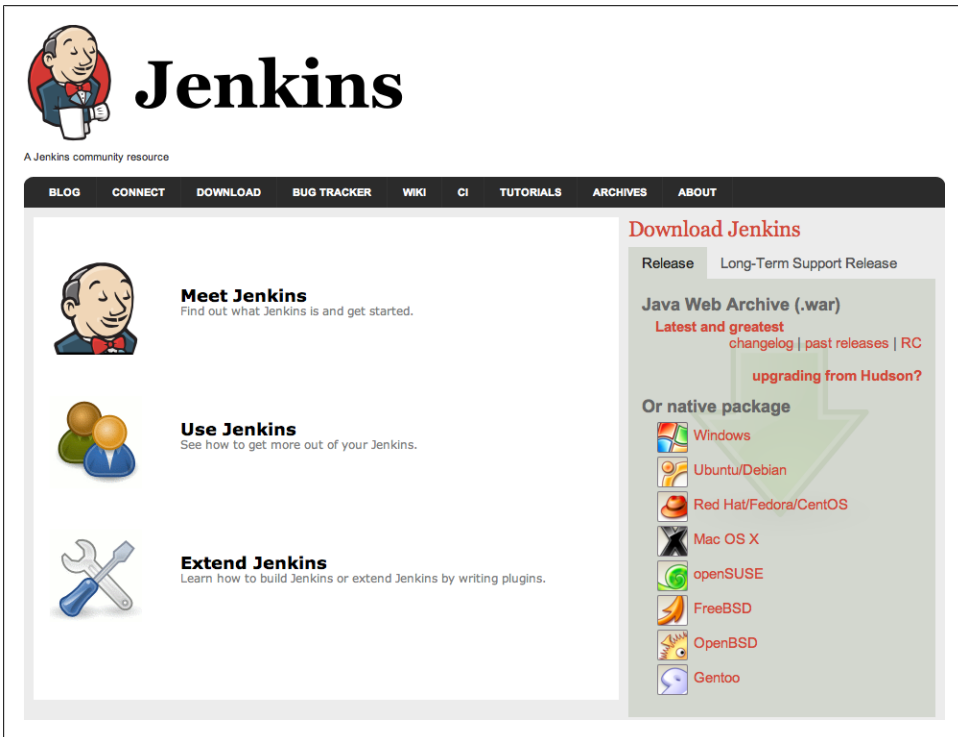 Jenkins
A Jenkins community resource
BLOG CONNECT DOWNLOAD BUG TRACKER WIKI CI TUTORIALS ARCHIVES ABOUT
Meet Jenkins
Find out what Jenkins is and get started.
Use Jenkins
See how to get more out of your Jenkins.
Extend Jenkins
Learn how to build Jenkins or extend Jenkins by writing plugins.
Download Jenkins
Release Long-Term Support Release
Java Web Archive (.war)
Latest and greatest
changelog | past releases | RC
upgrading from Hudson?
Or native package
Windows
Ubuntu/Debian
Red Hat/Fedora/CentOS
Mac OS X
openSUSE
FreeBSD
OpenBSD
Gentoo